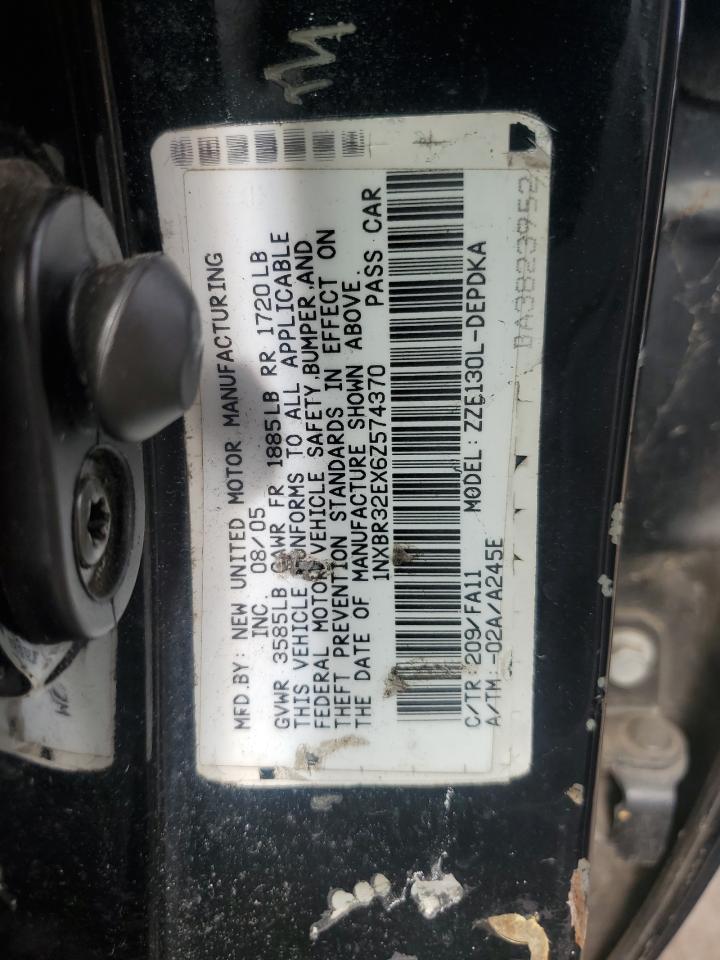 MFD.BY: NEW UNITED MOTOR MANUFACTURING
INC 08/05
GVWR 3585LB GAWR FR 1885LB RR 1720LB
THIS VEHICLE CONFORMS TO ALL APPLICABLE
FEDERAL MOTOR VEHICLE SAFETY,BUMPER,AND
THEFT PREVENTION STANDARDS IN EFFECT ON
THE DATE OF MANUFACTURE SHOWN ABOVE.
1NXBR32EX6Z574370 PASS CAR
C/TR:209/FA11 MODEL:ZZE130L-DEPDKA
A/TM:-02A/A245E
BA3823952